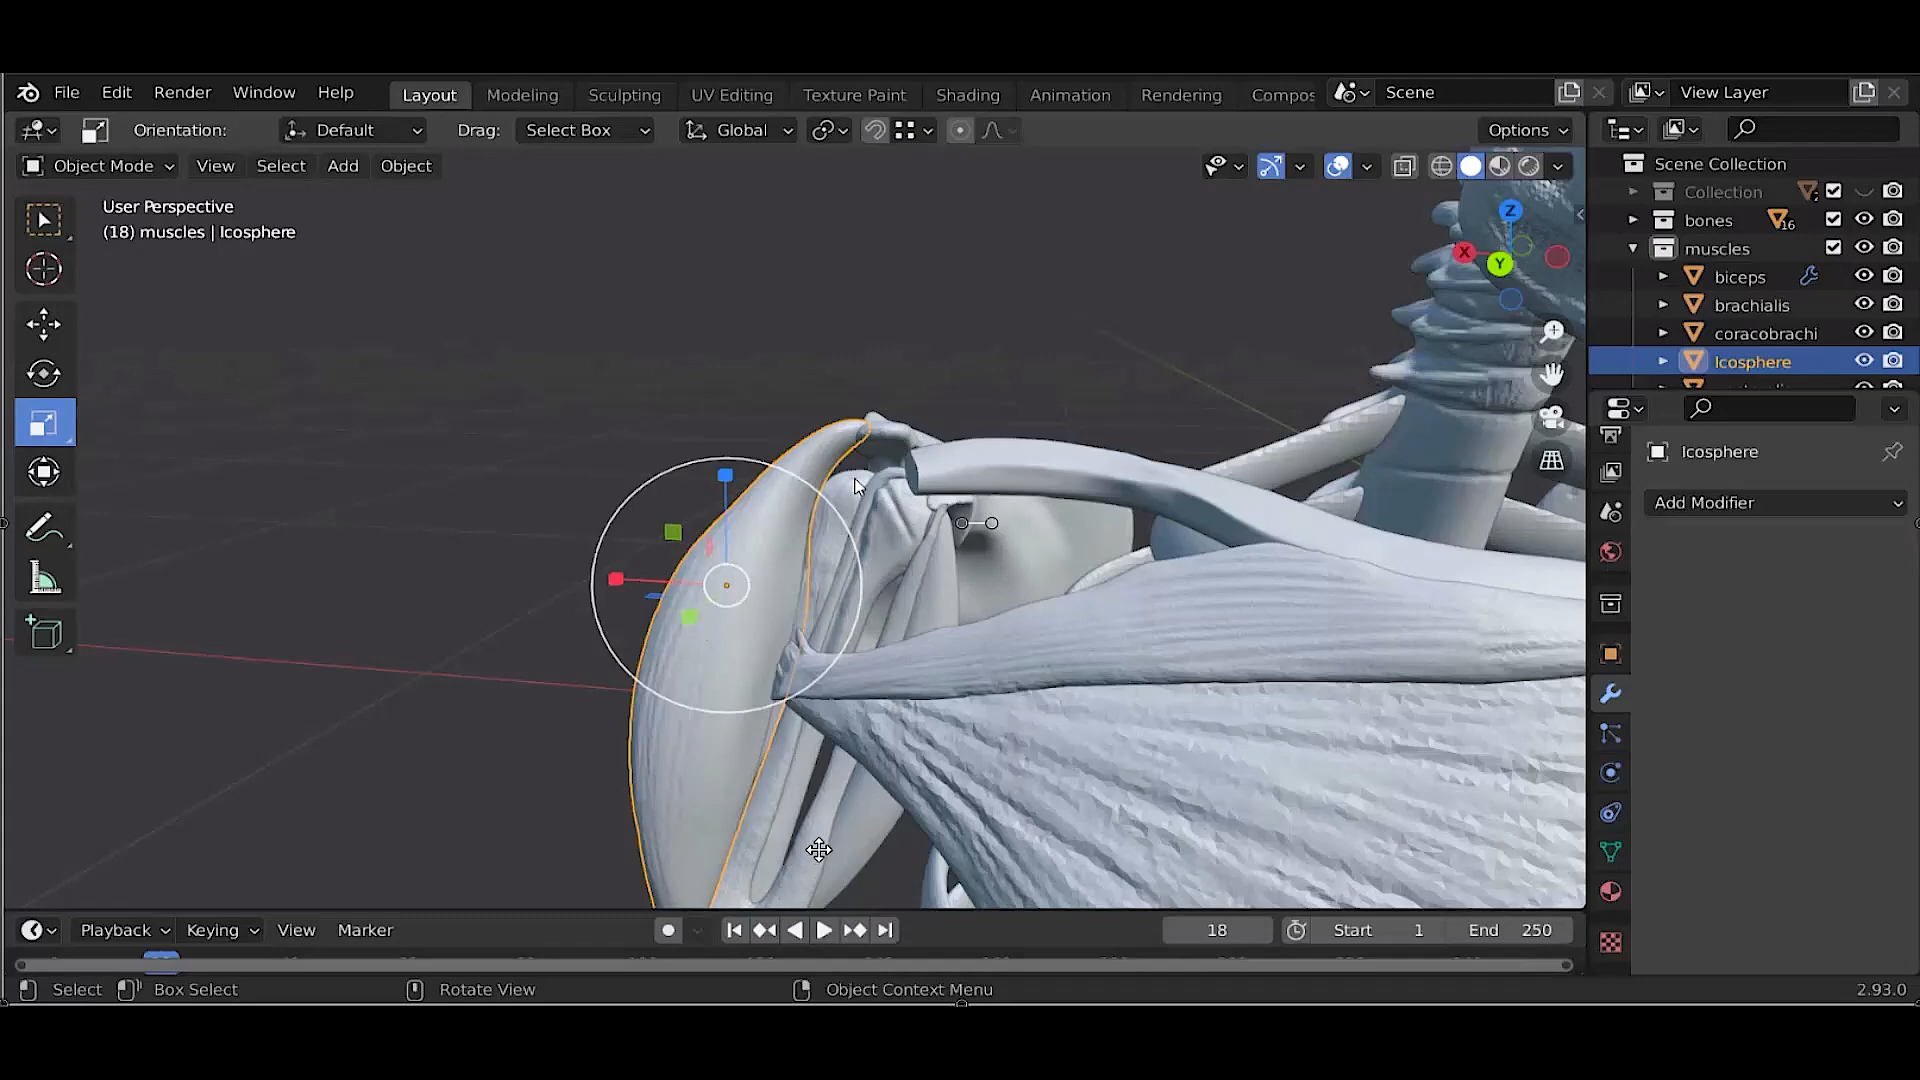 File Edit Render Window Help Layout Modeling Sculpting UV Editing Texture Paint Shading Animation Rendering Compos Scene View Layer
Orientation: Default Drag: Select Box Global Options
Object Mode View Select Add Object
Scene Collection
Collection
bones 16
muscles
biceps
brachialis
coracobrachi
Icosphere
User Perspective
(18) muscles | Icosphere
Z
X
Y
Icosphere
Add Modifier
Playback Keying View Marker 18 Start 1 End 250
Select Box Select Rotate View Object Context Menu 2.93.0